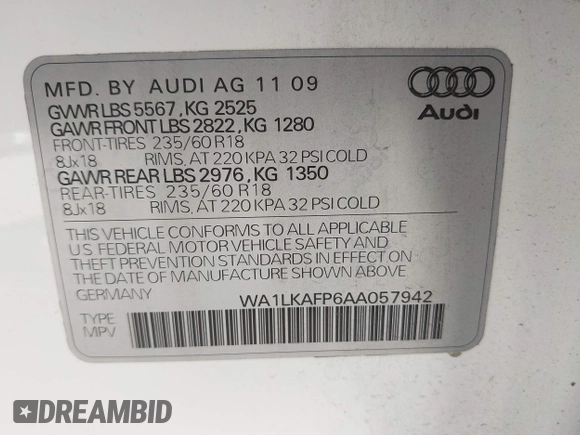 MFD. BY AUDI AG 11 09
GVWR LBS 5567, KG 2525
GAWR FRONT LBS 2822, KG 1280
FRONT-TIRES 235/60 R18
8Jx18 RIMS, AT 220 KPA 32 PSI COLD
GAWR REAR LBS 2976, KG 1350
REAR-TIRES 235/60 R18
8Jx18 RIMS, AT 220 KPA 32 PSI COLD
Audi
THIS VEHICLE CONFORMS TO ALL APPLICABLE
U S FEDERAL MOTOR VEHICLE SAFETY AND
THEFT PREVENTION STANDARDS IN EFFECT ON
THE DATE OF MANUFACTURE SHOWN ABOVE
GERMANY WA1LKAFP6AA057942
TYPE
MPV
DREAMBID